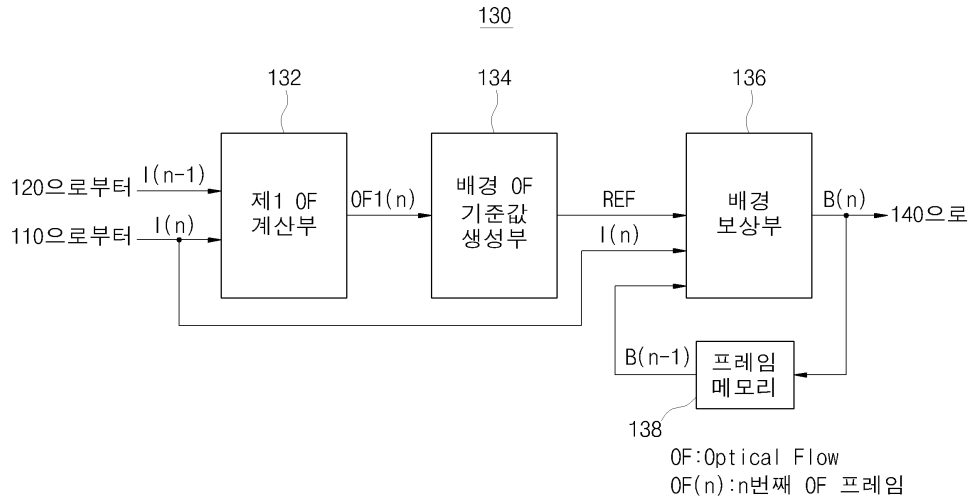 130
132
134
136
120으로부터
I(n-1)
110으로부터
I(n)
제1 OF
계산부
OF1(n)
배경 OF
기준값
생성부
REF
I(n)
배경
보상부
B(n)
140으로
B(n-1)
프레임
메모리
138
OF:Optical Flow
OF(n):n번째 OF 프레임